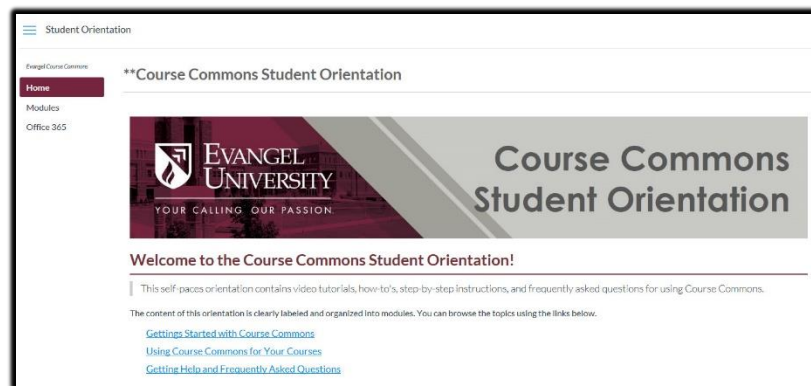 Student Orientation
Evangel Course Commons
Home
Modules
Office 365
**Course Commons Student Orientation
EVANGEL
UNIVERSITY
YOUR CALLING OUR PASSION.
Course Commons
Student Orientation
Welcome to the Course Commons Student Orientation!
This self-paces orientation contains video tutorials, how-to's, step-by-step instructions, and frequently asked questions for using Course Commons.
The content of this orientation is clearly labeled and organized into modules. You can browse the topics using the links below.
Gettings Started with Course Commons
Using Course Commons for Your Courses
Getting Help and Frequently Asked Questions